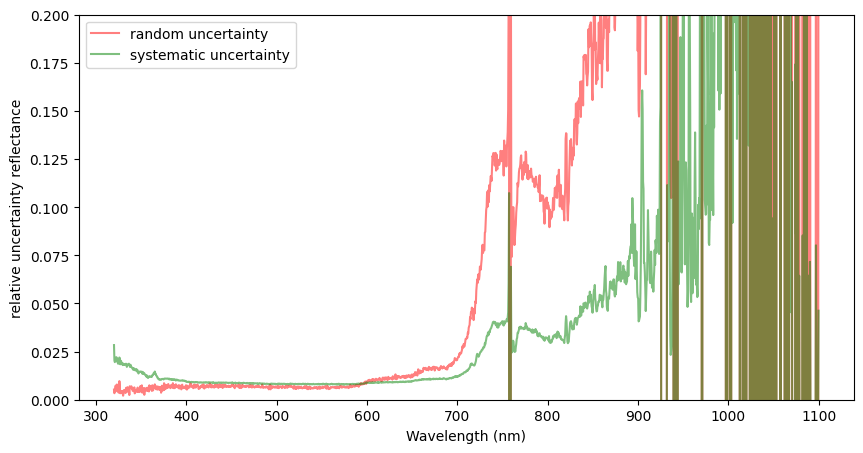 random uncertainty
systematic uncertainty
relative uncertainty reflectance
0.200
0.175
0.150
0.125
0.100
0.075
0.050
0.025
0.000
300 400 500 600 700 800 900 1000 1100
Wavelength (nm)